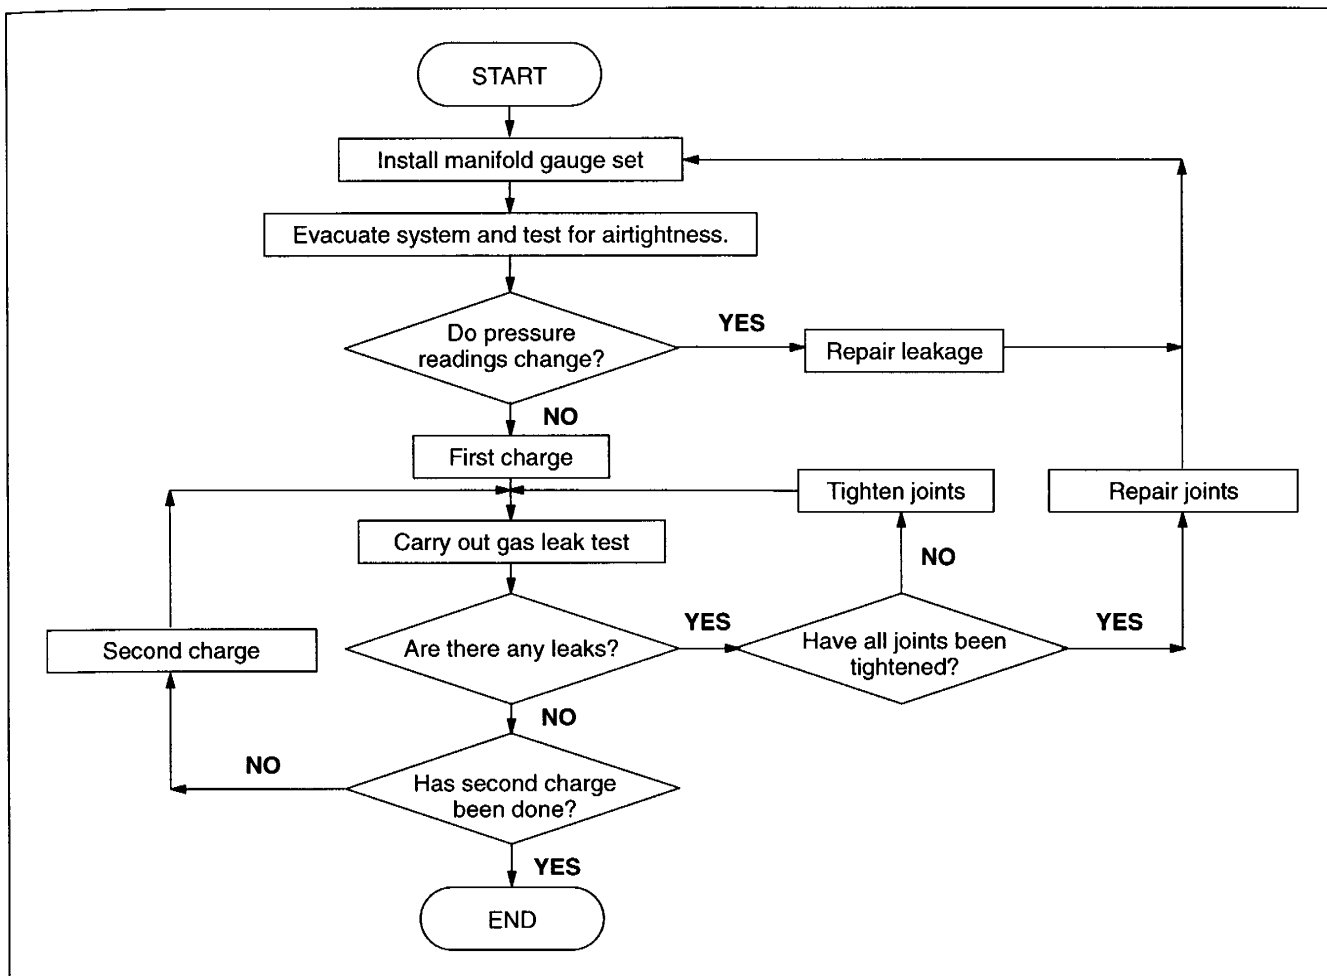 START
Install manifold gauge set
Evacuate system and test for airtightness.
Do pressure
readings change?
YES
Repair leakage
NO
First charge
Tighten joints
Repair joints
Carry out gas leak test
NO
Second charge
Are there any leaks?
YES
Have all joints been
tightened?
YES
NO
NO
Has second charge
been done?
YES
END